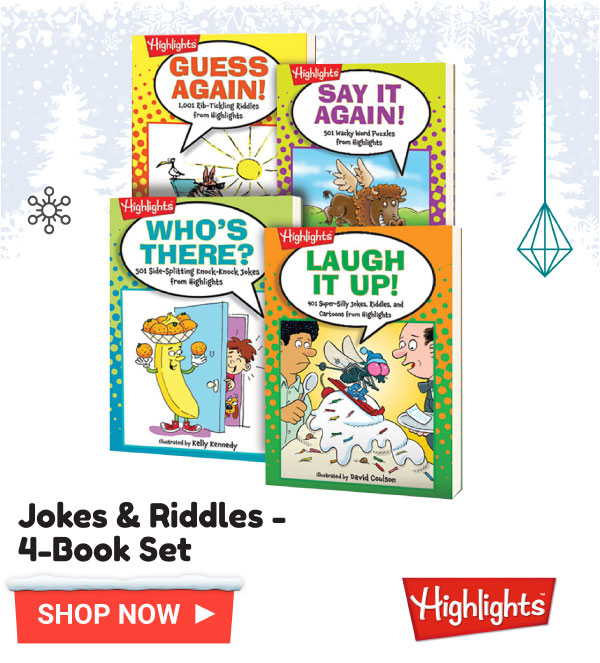 Highlights
GUESS
AGAIN!
1,001 Rib-Tickling Riddles
from Highlights
Highlights
SAY IT
AGAIN!
501 Wacky Word Puzzles
from Highlights
Highlights
WHO'S
THERE?
501 Side-Splitting Knock-Knock Jokes
from Highlights
Illustrated by Kelly Kennedy
Highlights
LAUGH
IT UP!
401 Super-Silly Jokes, Riddles, and
Cartoons from Highlights
Illustrated by David Coulson
Jokes & Riddles -
4-Book Set
SHOP NOW
Highlights™